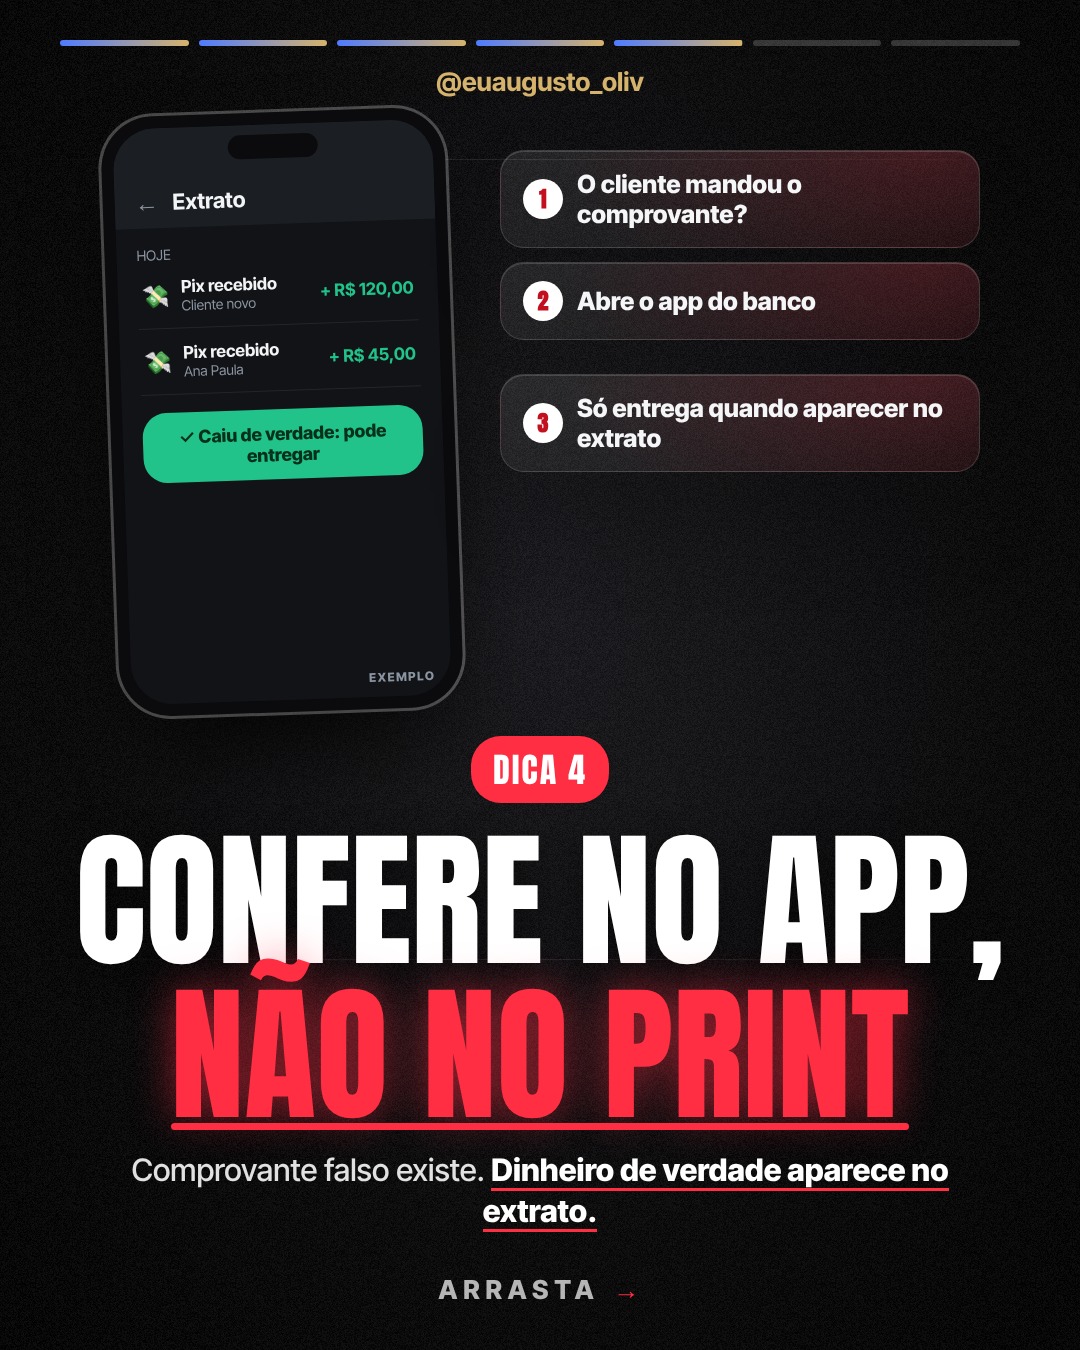 @euaugusto_oliv
← Extrato
HOJE
Pix recebido
Cliente novo
+ R$ 120,00
Pix recebido
Ana Paula
+ R$ 45,00
✓ Caiu de verdade: pode
entregar
EXEMPLO
1 O cliente mandou o
comprovante?
2 Abre o app do banco
3 Só entrega quando aparecer no
extrato
DICA 4
CONFERE NO APP,
NÃO NO PRINT
Comprovante falso existe. Dinheiro de verdade aparece no
extrato.
ARRASTA →